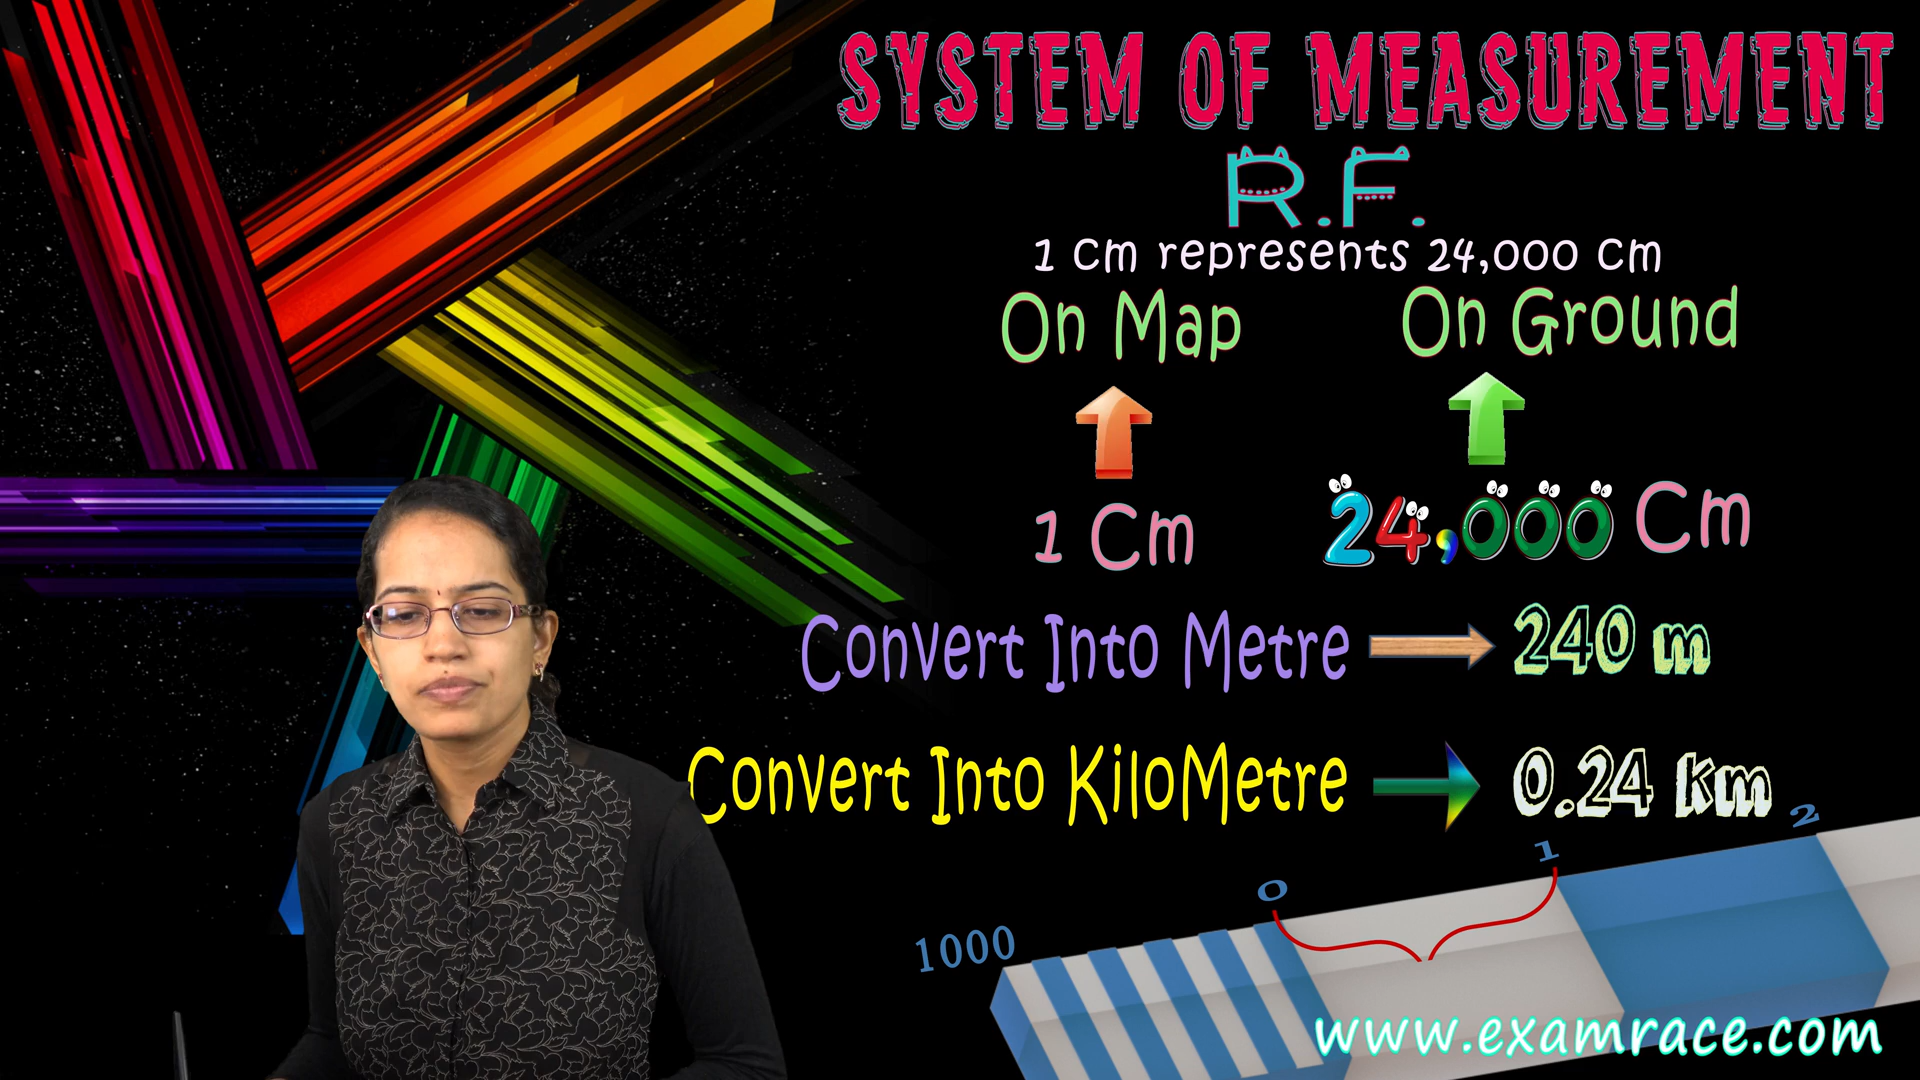 SYSTEM OF MEASUREMENT
R.F.
1 cm represents 24,000 cm
On Map On Ground
1 Cm 24,000 Cm
Convert Into Metre 240 m
Convert Into KiloMetre 0.24 km
1000 0 1 2
www.examrace.com